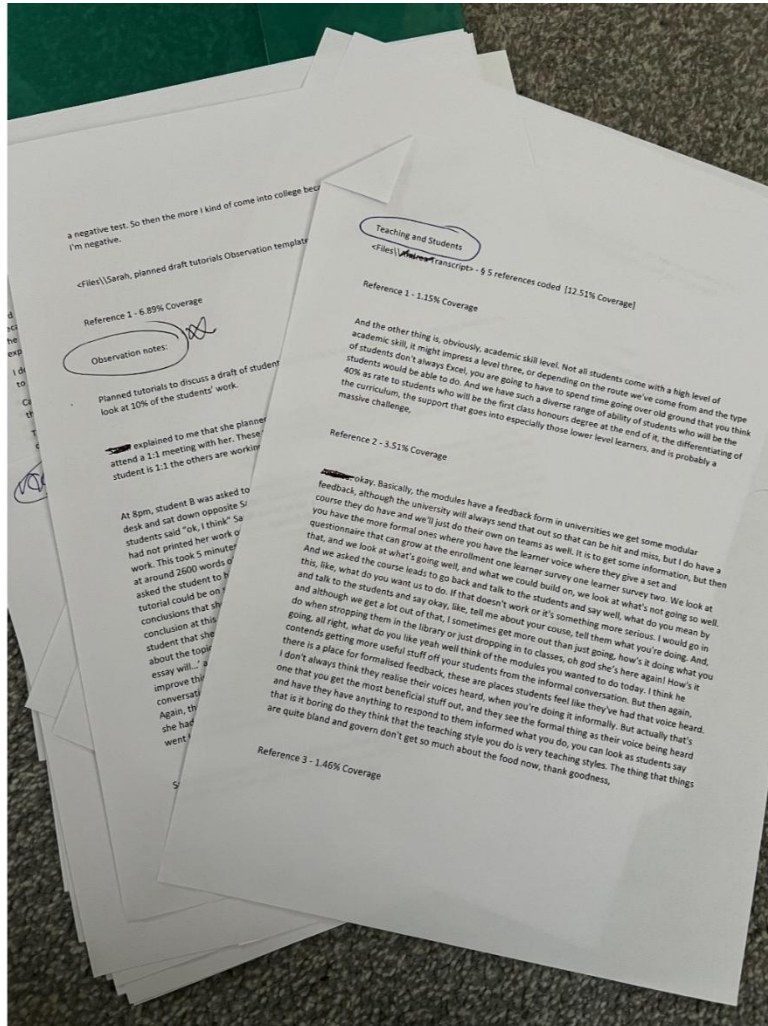 a negative test. So then the more I kind of come into college
I'm negative.
<Files\\Sarah, planned draft tutorials Observation template
Reference 1 - 6.89% Coverage
Observation notes:
Planned tutorials to discuss a draft of student
look at 10% of the students' work.
explained to me that she planned
attend a 1:1 meeting with her. These
student is 1:1 the others are working
At 8pm, student B was asked to
desk and sat down opposite
students said "ok, I think"
had not printed her work
work. This took 5 minutes
at around 2600 words
asked the student to
tutorial could be on
conclusions that
conclusion at this
student that she
about the topic
essay will...'
improve this
Again, th
she had
went
Teaching and Students
<Files\\ Transcript> - § 5 references coded [12.51% Coverage]
Reference 1 - 1.15% Coverage
And the other thing is, obviously, academic skill level. Not all students come with a high level of
academic skill, it might impress a level three, or depending on the route we've come from and the type
of students don't always Excel, you are going to have to spend time going over old ground that you think
students would be able to do. And we have such a diverse range of ability of students who will be the
40% as rate to students who will be the first class honours degree at the end of it, the differentiating of
the curriculum, the support that goes into especially those lower level learners, and is probably a
massive challenge,
Reference 2 - 3.51% Coverage
okay. Basically, the modules have a feedback form in universities we get some modular
feedback, although the university will always send that out so that can be hit and miss, but I do have a
course they do have and we'll just do their own on teams as well. It is to get some information, but then
you have the more formal ones where you have the learner voice where they give a set and
questionnaire that can grow at the enrollment one learner survey one learner survey two. We look at
that, and we look at what's going well, and what we could build on, we look at what's not going so well.
And we asked the course leads to go back and talk to the students and say well, what do you mean by
this, like, what do you want us to do. If that doesn't work or it's something more serious. I would go in
and talk to the students and say okay, like, tell me about your couse, tell them what you're doing. And,
and although we get a lot out of that, I sometimes get more out than just going, how's it doing what you
do when stropping them in the library or just dropping in to classes, oh god she's here again! How's it
going, all right, what do you like yeah well think of the modules you wanted to do today. I think he
contends getting more useful stuff off your students from the informal conversation. But then again,
there is a place for formalised feedback, these are places students feel like they've had that voice heard.
I don't always think they realise their voices heard, when you're doing it informally. But actually that's
one that you get the most beneficial stuff out, and they see the formal thing as their voice being heard
and have they have anything to respond to them informed what you do, you can look as students say
that is it boring do they think that the teaching style you do is very teaching styles. The thing that things
are quite bland and govern don't get so much about the food now, thank goodness,
Reference 3 - 1.46% Coverage